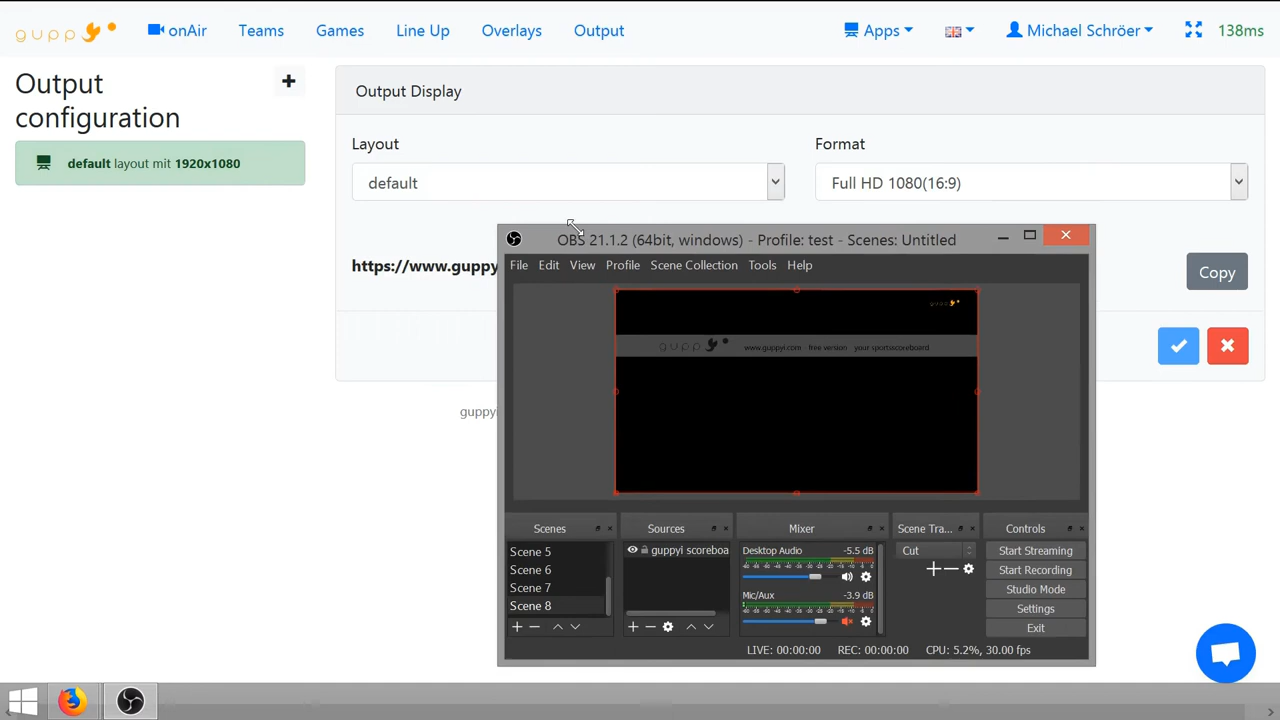 guppy onAir Teams Games Line Up Overlays Output Apps Michael Schröer 138ms
Output configuration
default layout mit 1920x1080
Output Display
Layout Format
default Full HD 1080(16:9)
https://www.guppy Copy
guppyi
OBS 21.1.2 (64bit, windows) - Profile: test - Scenes: Untitled
File Edit View Profile Scene Collection Tools Help
guppy
guppy www.guppyi.com - free version - your sportscoreboard
Scenes Sources Mixer Scene Tra... Controls
Scene 5
Scene 6
Scene 7
Scene 8
guppyi scoreboa
Desktop Audio -5.5 dB
Mic/Aux -3.9 dB
Cut
Start Streaming
Start Recording
Studio Mode
Settings
Exit
LIVE: 00:00:00 REC: 00:00:00 CPU: 5.2%, 30.00 fps